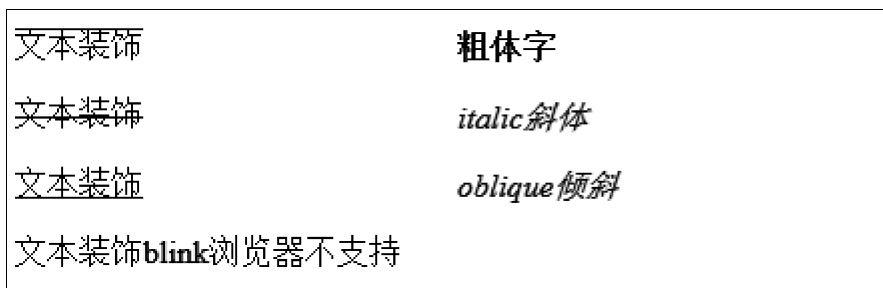 文本装饰
粗体字
文本装饰
italic斜体
文本装饰
oblique倾斜
文本装饰blink浏览器不支持